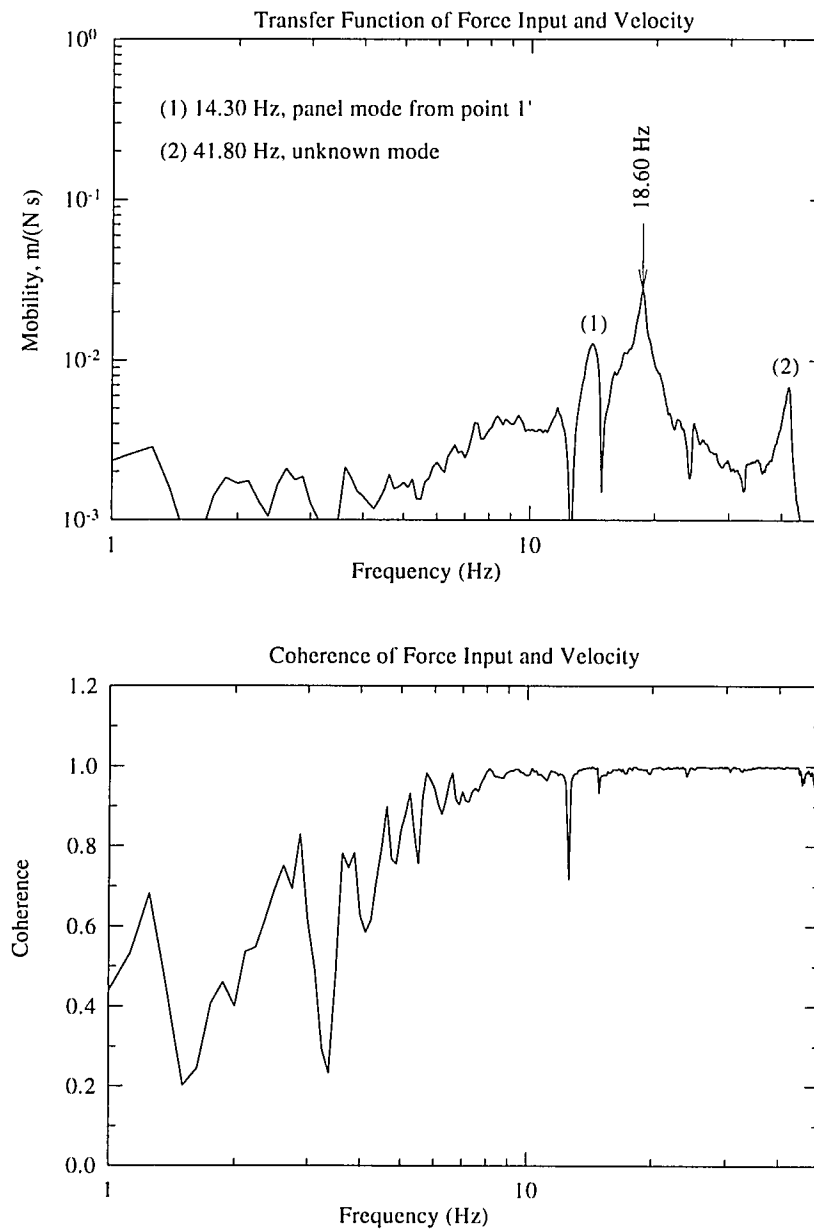 Transfer Function of Force Input and Velocity
10^0
(1) 14.30 Hz, panel mode from point 1'
(2) 41.80 Hz, unknown mode
18.60 Hz
10^-1
Mobility, m/(N s)
(1)
10^-2
(2)
10^-3
1
10
Frequency (Hz)
Coherence of Force Input and Velocity
1.2
1.0
0.8
0.6
0.4
0.2
0.0
Coherence
1
10
Frequency (Hz)